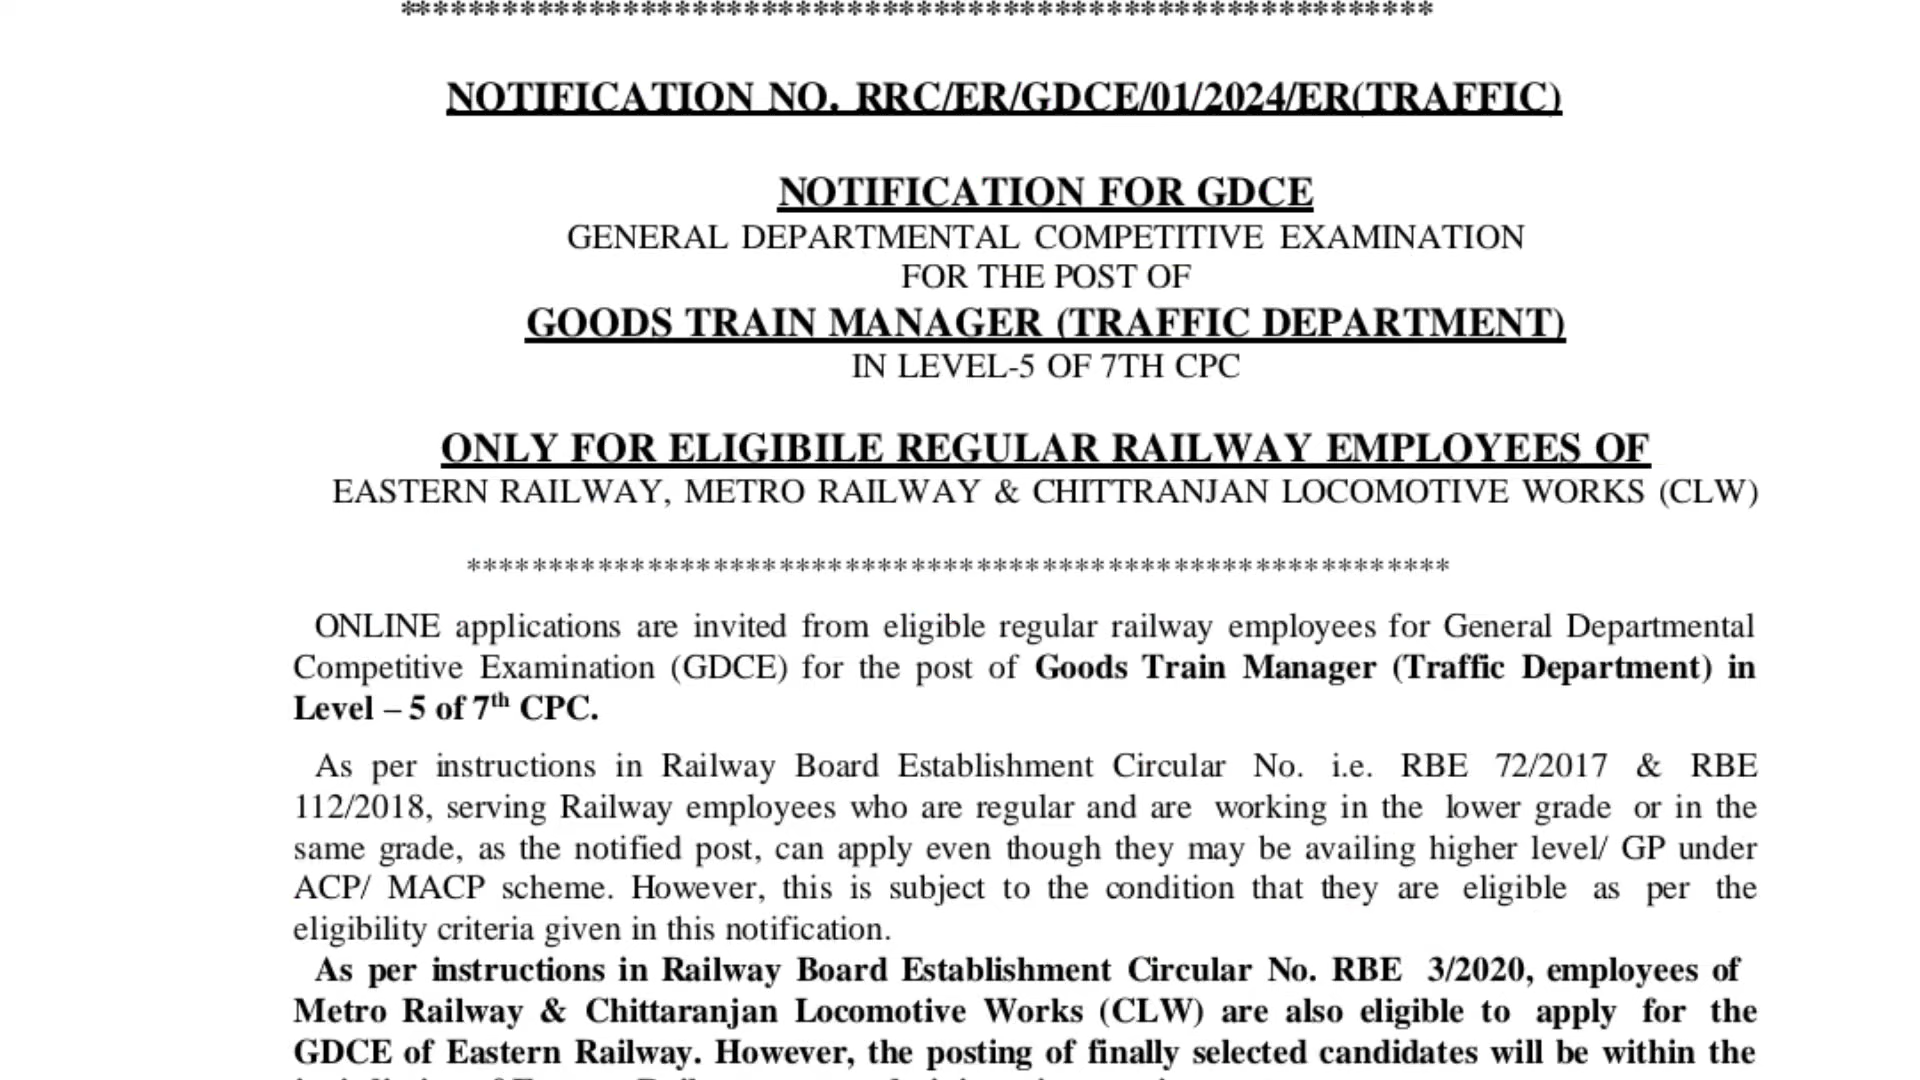 **************************************************************
NOTIFICATION NO. RRC/ER/GDCE/01/2024/ER(TRAFFIC)
NOTIFICATION FOR GDCE
GENERAL DEPARTMENTAL COMPETITIVE EXAMINATION
FOR THE POST OF
GOODS TRAIN MANAGER (TRAFFIC DEPARTMENT)
IN LEVEL-5 OF 7TH CPC
ONLY FOR ELIGIBILE REGULAR RAILWAY EMPLOYEES OF
EASTERN RAILWAY, METRO RAILWAY & CHITTRANJAN LOCOMOTIVE WORKS (CLW)
*************************************************************
ONLINE applications are invited from eligible regular railway employees for General Departmental
Competitive Examination (GDCE) for the post of Goods Train Manager (Traffic Department) in
Level – 5 of 7th CPC.
As per instructions in Railway Board Establishment Circular No. i.e. RBE 72/2017 & RBE
112/2018, serving Railway employees who are regular and are working in the lower grade or in the
same grade, as the notified post, can apply even though they may be availing higher level/ GP under
ACP/ MACP scheme. However, this is subject to the condition that they are eligible as per the
eligibility criteria given in this notification.
As per instructions in Railway Board Establishment Circular No. RBE 3/2020, employees of
Metro Railway & Chittaranjan Locomotive Works (CLW) are also eligible to apply for the
GDCE of Eastern Railway. However, the posting of finally selected candidates will be within the